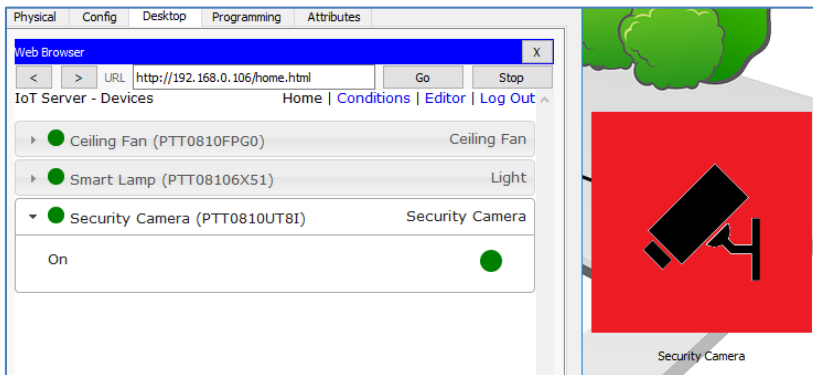 Physical Config Desktop Programming Attributes
Web Browser X
< > URL http://192.168.0.106/home.html Go Stop
IoT Server - Devices Home | Conditions | Editor | Log Out
Ceiling Fan (PTT0810FPG0) Ceiling Fan
Smart Lamp (PTT08106X51) Light
Security Camera (PTT0810UT8I) Security Camera
On
Security Camera